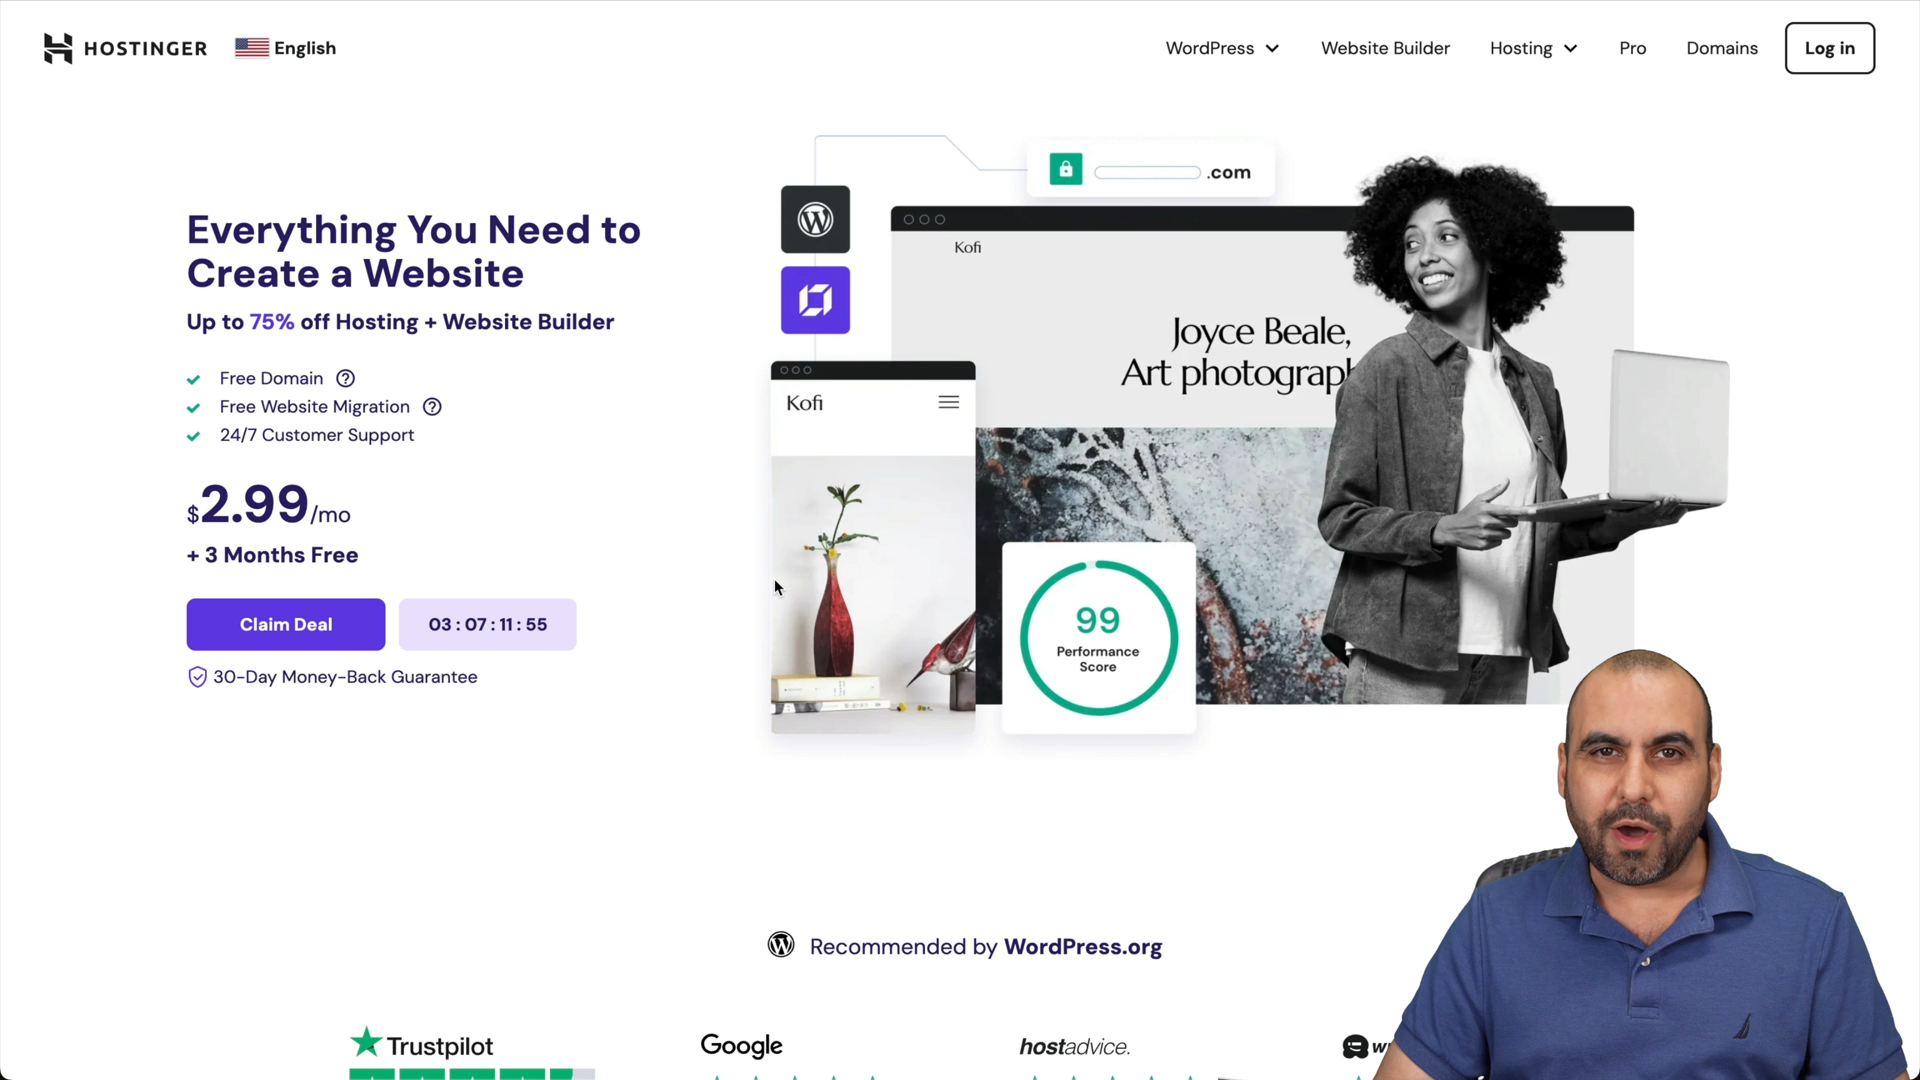 HOSTINGER
English
WordPress
Website Builder
Hosting
Pro
Domains
Log in
Everything You Need to
Create a Website
Up to 75% off Hosting + Website Builder
Free Domain ?
Free Website Migration ?
24/7 Customer Support
$2.99/mo
+ 3 Months Free
Claim Deal
03 : 07 : 11 : 55
30-Day Money-Back Guarantee
.com
Kofi
Joyce Beale,
Art photograph
Kofi
99
Performance
Score
Recommended by WordPress.org
Trustpilot
Google
hostadvice.